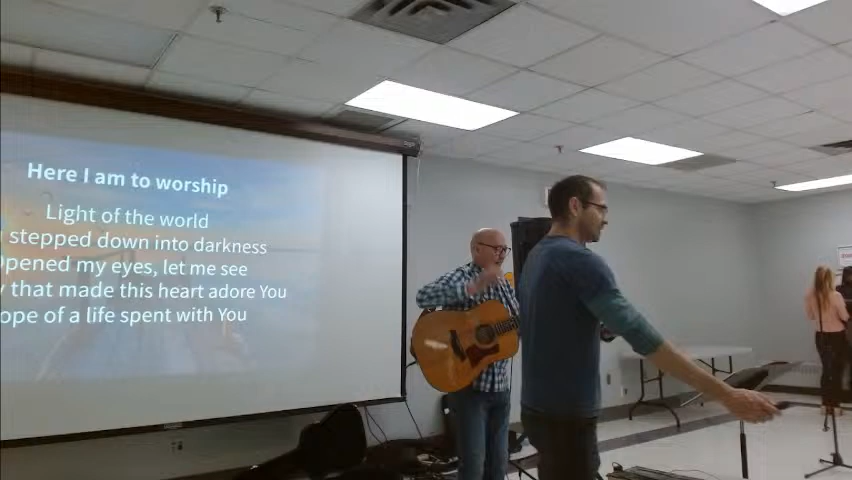 Here I am to worship
Light of the world
stepped down into darkness
opened my eyes, let me see
that made this heart adore You
ope of a life spent with You